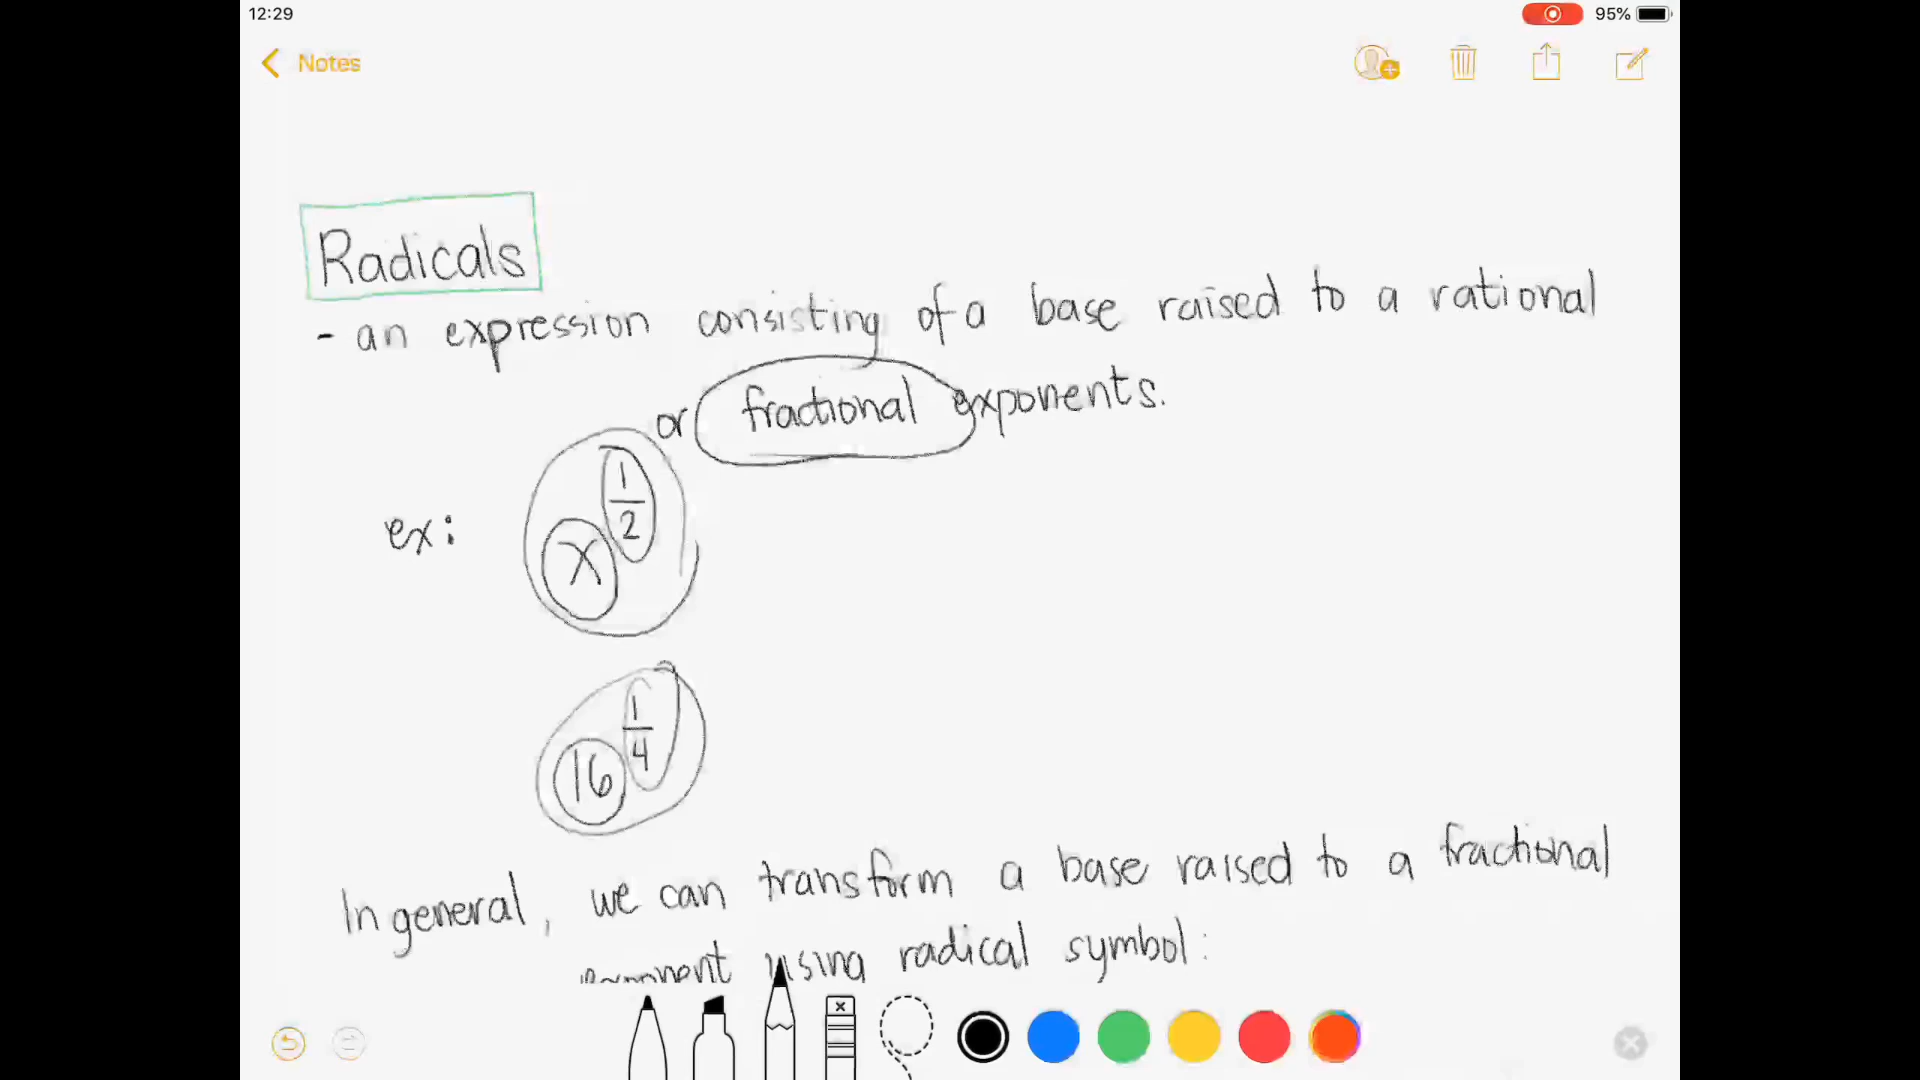 12:29
95%
Notes
Radicals
- an expression consisting of a base raised to a rational
or fractional exponents.
ex: x^1/2
16^1/4
In general, we can transform a base raised to a fractional
exponent using radical symbol: